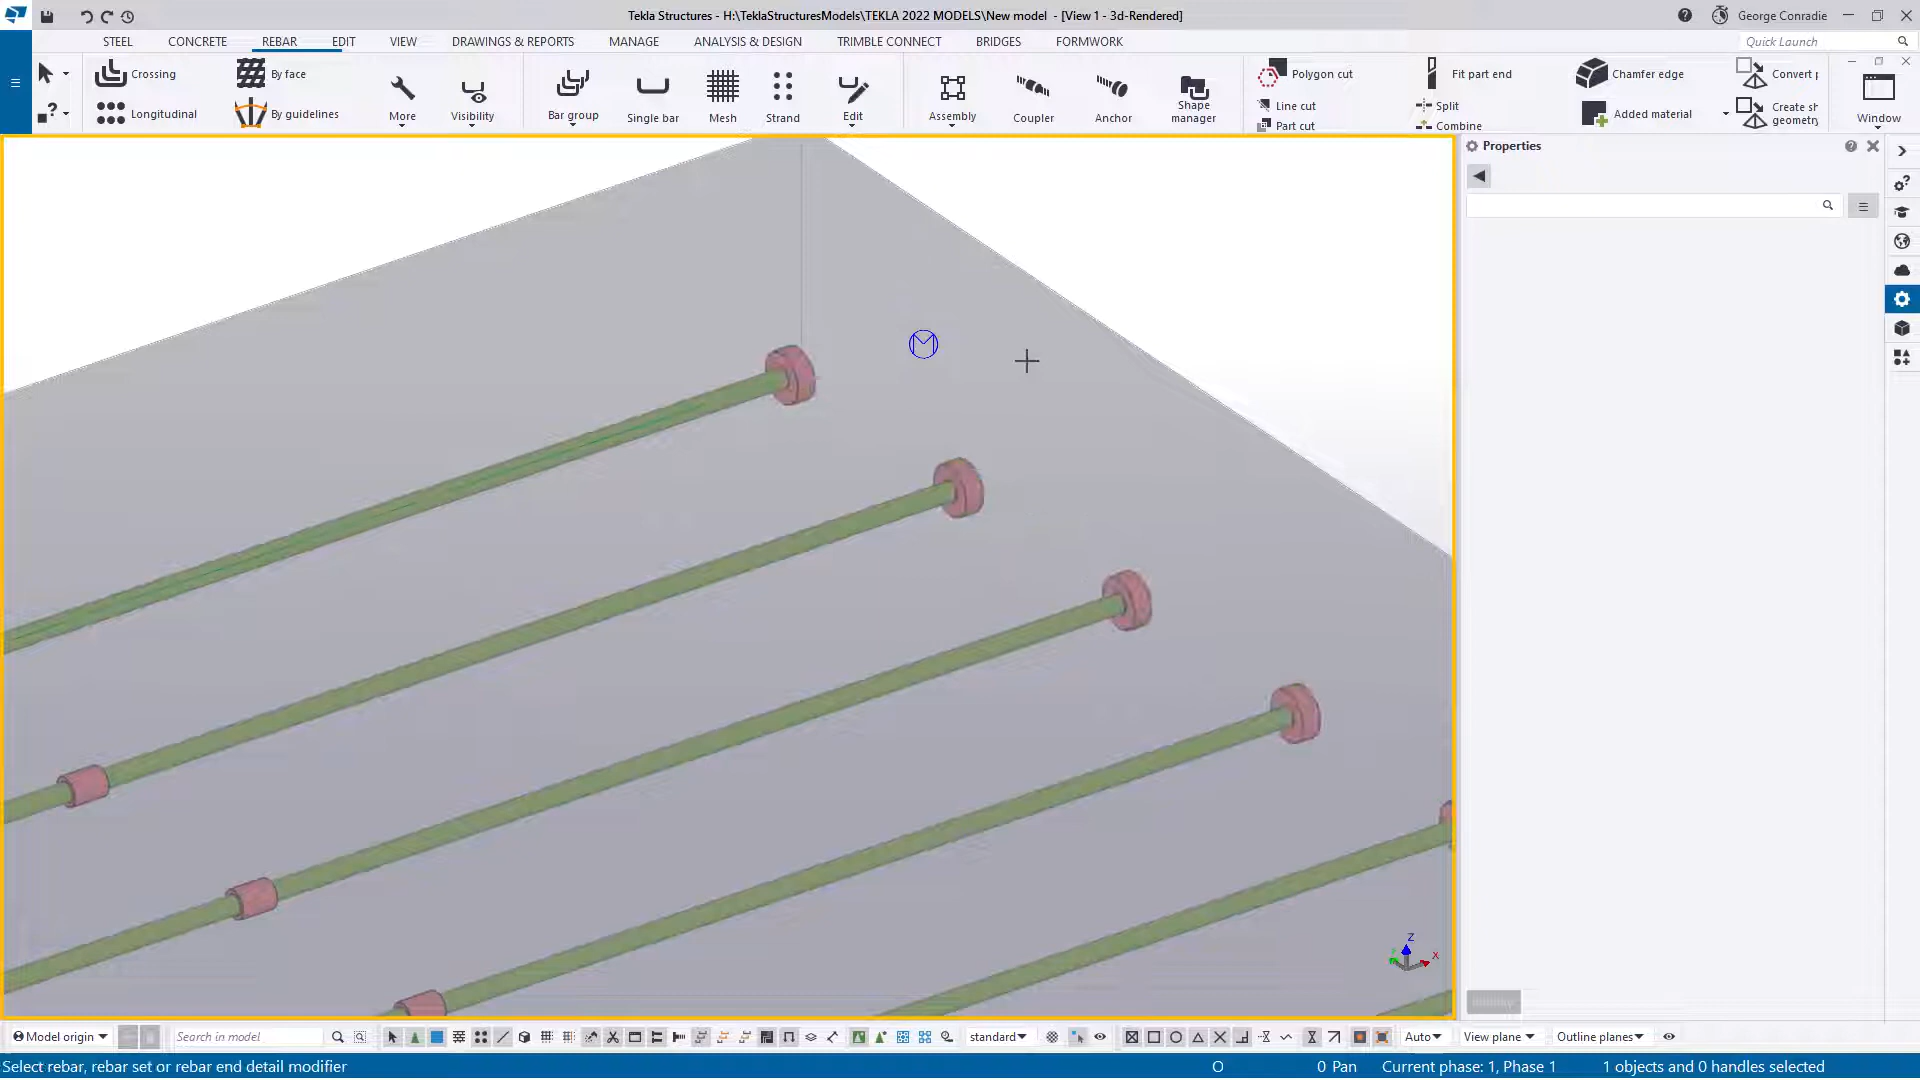 Tekla Structures - H:\TeklaStructuresModels\TEKLA 2022 MODELS\New model - [View 1 - 3d-Rendered]
George Conradie
STEEL CONCRETE REBAR EDIT VIEW DRAWINGS & REPORTS MANAGE ANALYSIS & DESIGN TRIMBLE CONNECT BRIDGES FORMWORK
Quick Launch
Crossing
Longitudinal
By face
By guidelines
More
Visibility
Bar group
Single bar
Mesh
Strand
Edit
Assembly
Coupler
Anchor
Shape
manager
Polygon cut
Line cut
Part cut
Fit part end
Split
Combine
Chamfer edge
Added material
Convert p
Create sh
geometry
Window
Properties
Z
X
Model origin
Search in model
standard
Auto
View plane
Outline planes
Select rebar, rebar set or rebar end detail modifier
O
0 Pan
Current phase: 1, Phase 1
1 objects and 0 handles selected